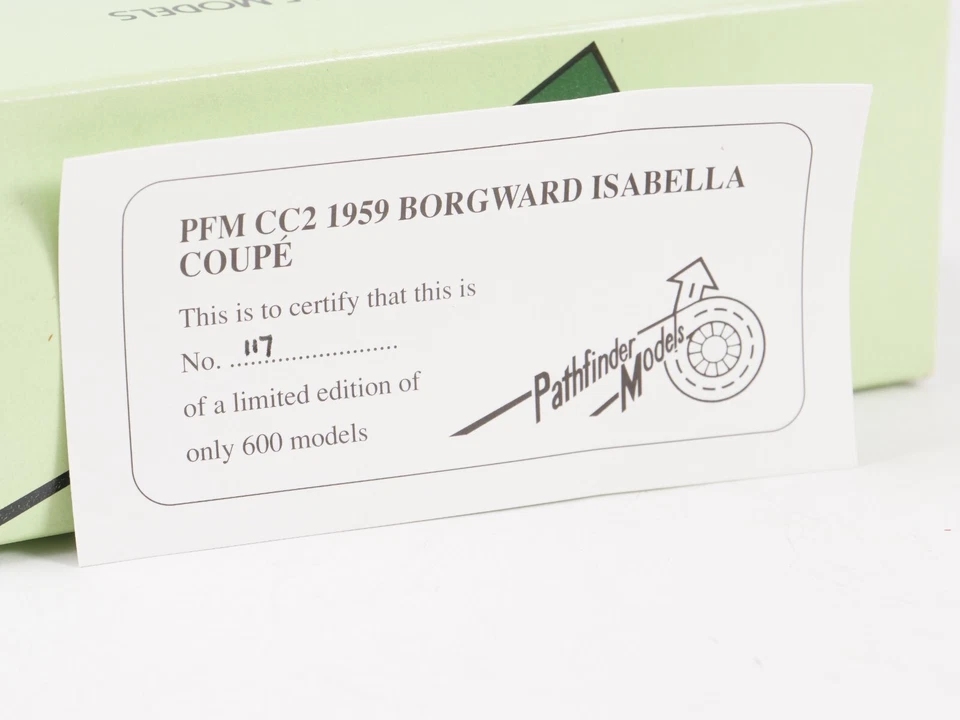 MODELS
PFM CC2 1959 BORGWARD ISABELLA
COUPÉ
This is to certify that this is
No. ..117........................
of a limited edition of
only 600 models
Pathfinder
Models